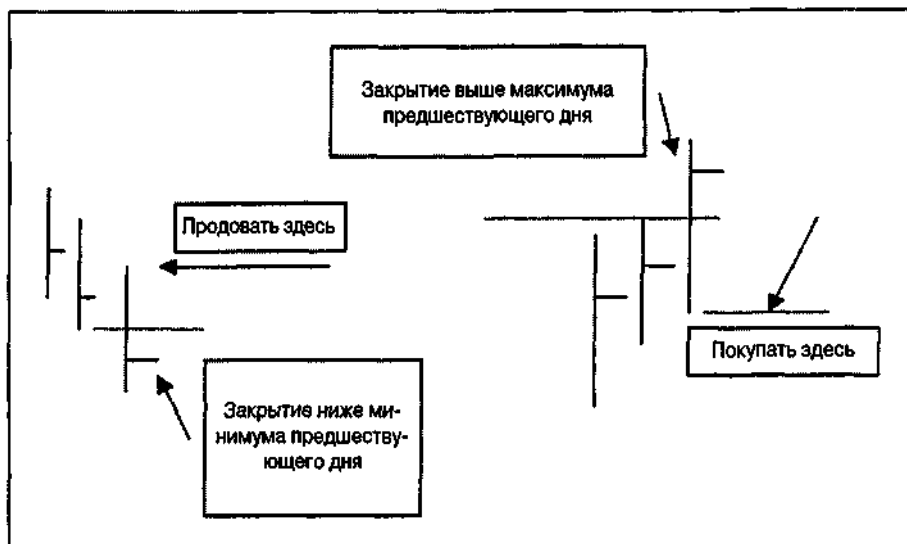 Закрытие выше максимума
предшествующего дня
Продовать здесь
Покупать здесь
Закрытие ниже ми-
нимума предшеству-
ющего дня